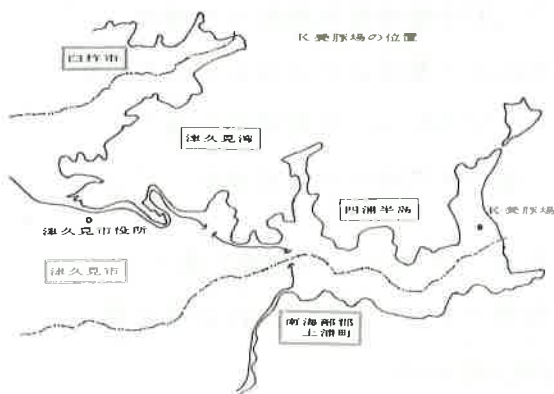 K養豚場の位置
臼杵市
津久見湾
四浦半島
K養豚場
津久見市役所
津久見市
南海部郡
上浦町